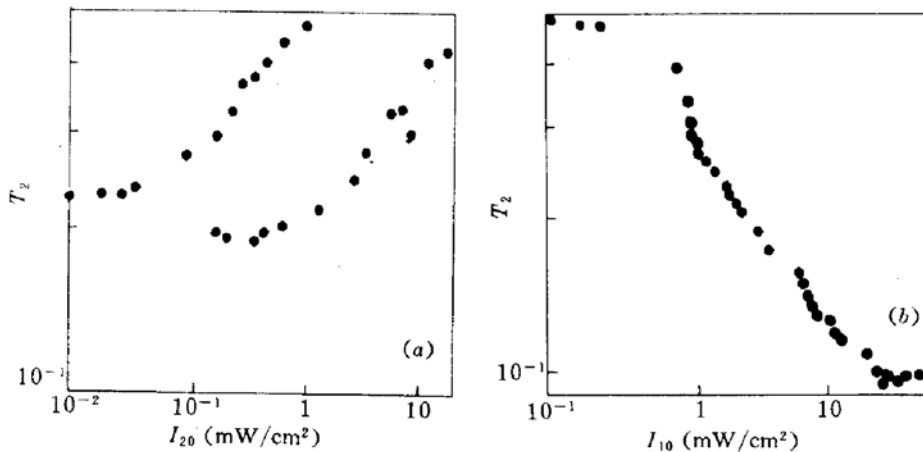 T₂
(a)
10⁻¹
10⁻² 10⁻¹ 1 10
I₂₀ (mW/cm²)
T₂
(b)
10⁻¹
10⁻¹ 1 10
I₁₀ (mW/cm²)